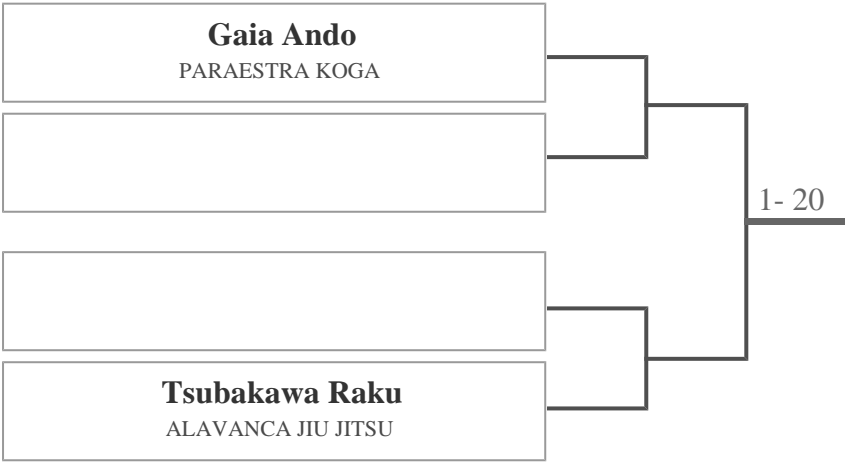 Gaia Ando
PARAESTRA KOGA
1- 20
Tsubakawa Raku
ALAVANCA JIU JITSU